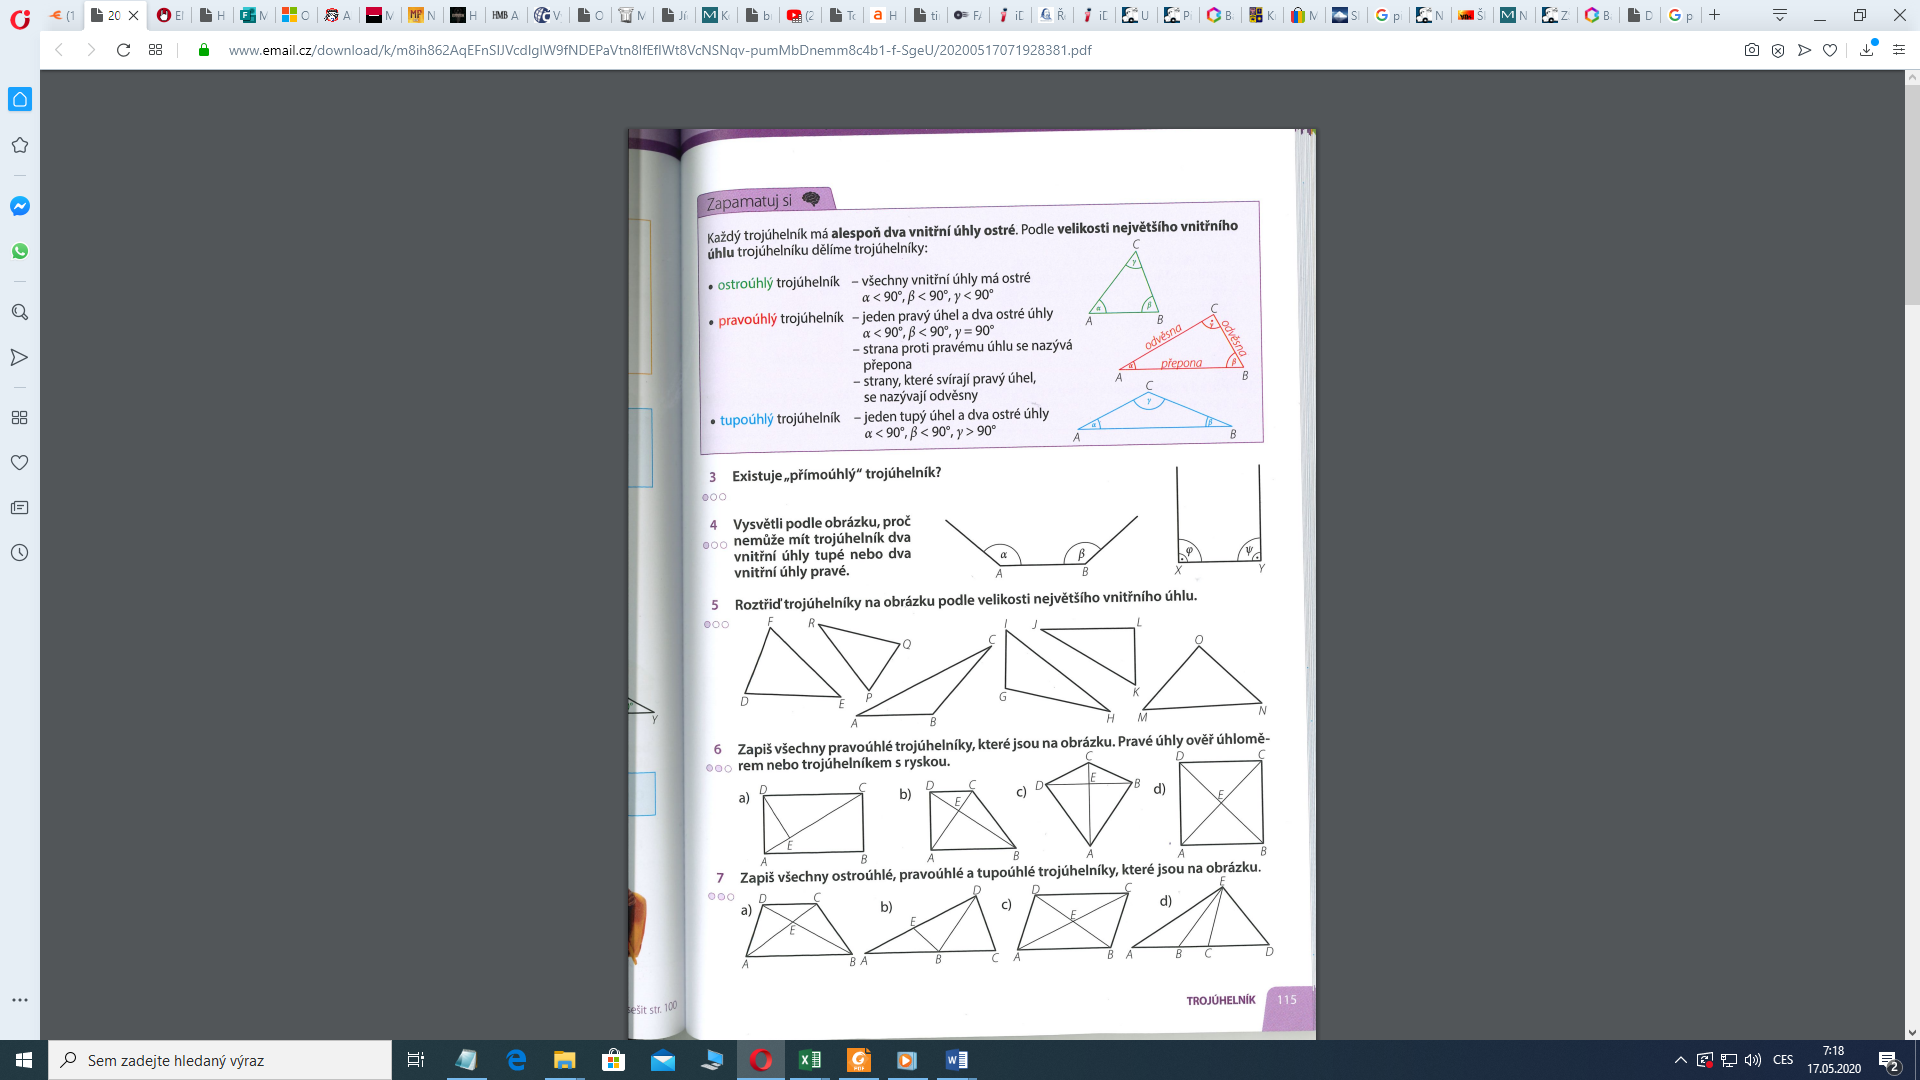 www.email.cz/download/k/m8ih862AqEFnSIJVcdIglW9fNDEPaVtn8lfEflWt8VcNSNqv-pumMbDnemm8c4b1-f-SgeU/20200517071928381.pdf
Zapamatuj si
Každý trojúhelník má alespoň dva vnitřní úhly ostré. Podle velikosti největšího vnitřního
úhlu trojúhelníku dělíme trojúhelníky:
• ostroúhlý trojúhelník – všechny vnitřní úhly má ostré
α < 90°, β < 90°, γ < 90°
• pravoúhlý trojúhelník – jeden pravý úhel a dva ostré úhly
α < 90°, β < 90°, γ = 90°
– strana proti pravému úhlu se nazývá
přepona
– strany, které svírají pravý úhel,
se nazývají odvěsny
• tupoúhlý trojúhelník – jeden tupý úhel a dva ostré úhly
α < 90°, β < 90°, γ > 90°
C
γ
α β
A B
C
odvěsna odvěsna
α přepona β
A B
C
γ
α β
A B
3 Existuje „přímoúhlý“ trojúhelník?
4 Vysvětli podle obrázku, proč
nemůže mít trojúhelník dva
vnitřní úhly tupé nebo dva
vnitřní úhly pravé.
α β
A B
φ ψ
X Y
5 Roztřiď trojúhelníky na obrázku podle velikosti největšího vnitřního úhlu.
F R Q C I J L O
D E P A B G H K M N
Y
6 Zapiš všechny pravoúhlé trojúhelníky, které jsou na obrázku. Pravé úhly ověř úhlomě-
rem nebo trojúhelníkem s ryskou.
a) D C E A B
b) D C E A B
c) C D E B A
d) D C E A B
7 Zapiš všechny ostroúhlé, pravoúhlé a tupoúhlé trojúhelníky, které jsou na obrázku.
a) D C E A B
b) D E A B C
c) D C E A B
d) E A B C D
sešit str. 100
TROJÚHELNÍK 115
Sem zadejte hledaný výraz
CES
7:18
17.05.2020
2